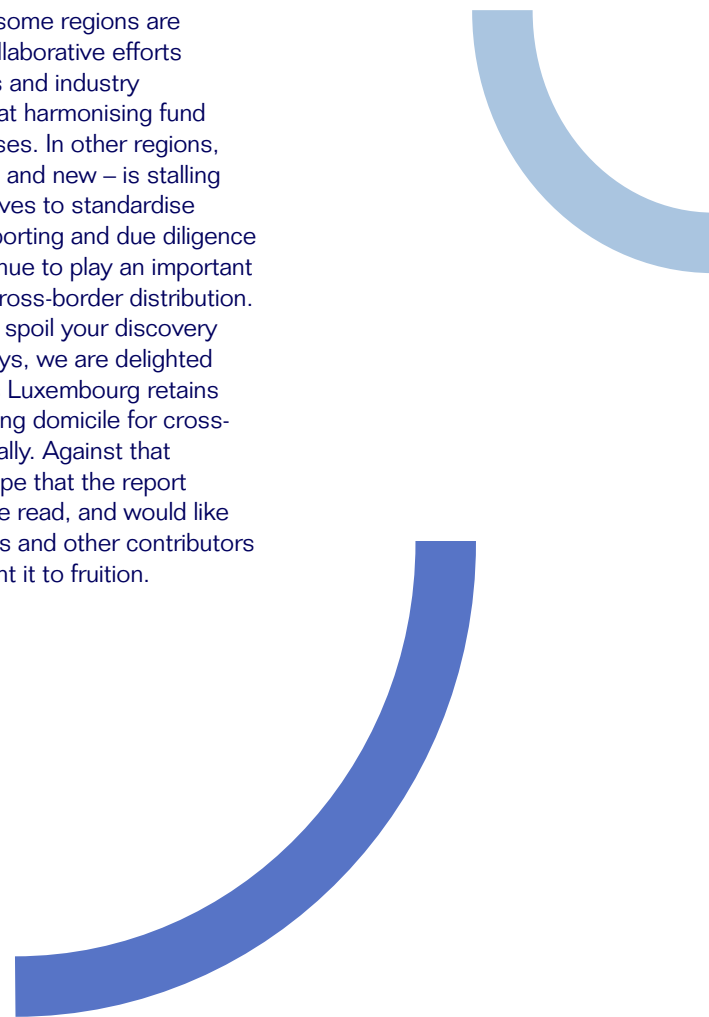 some regions are
llaborative efforts
s and industry
at harmonising fund
ses. In other regions,
and new – is stalling
ves to standardise
porting and due diligence
nue to play an important
ross-border distribution.
spoil your discovery
ys, we are delighted
Luxembourg retains
ng domicile for cross-
ally. Against that
pe that the report
e read, and would like
s and other contributors
nt it to fruition.